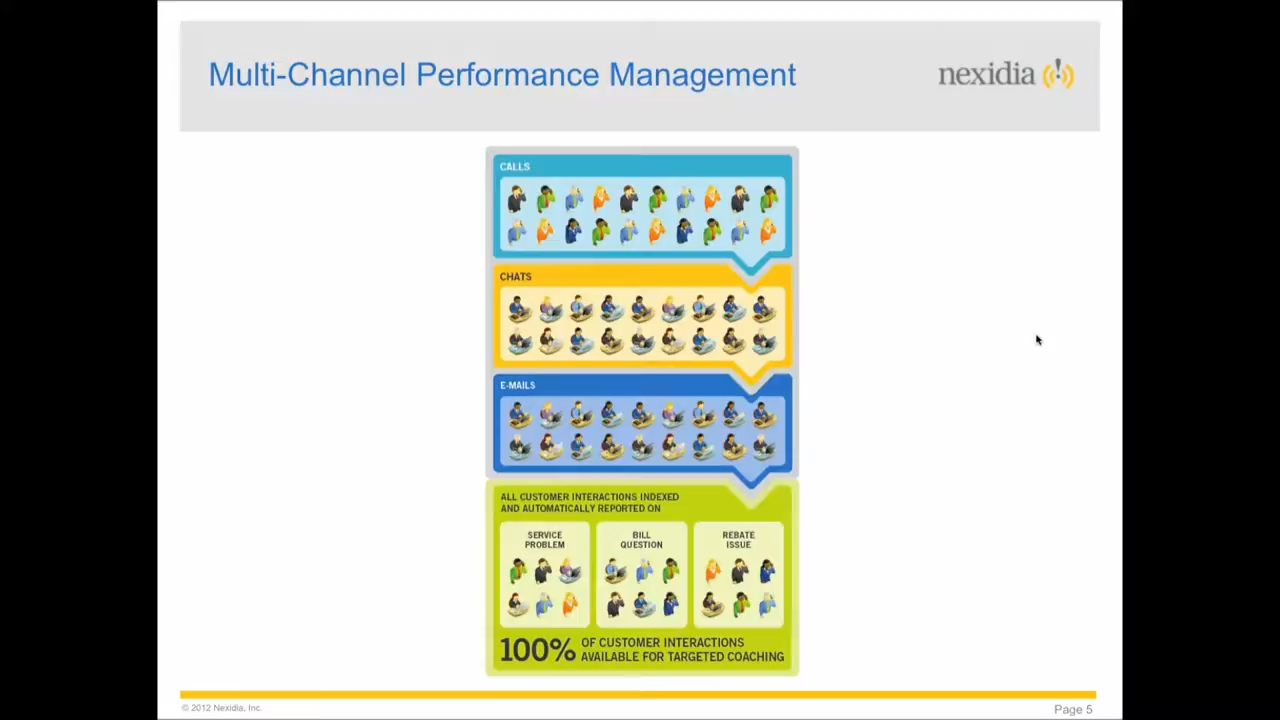 Multi-Channel Performance Management
nexidia
CALLS
CHATS
E-MAILS
ALL CUSTOMER INTERACTIONS INDEXED
AND AUTOMATICALLY REPORTED ON
SERVICE
PROBLEM
BILL
QUESTION
REBATE
ISSUE
100% OF CUSTOMER INTERACTIONS
AVAILABLE FOR TARGETED COACHING
© 2012 Nexidia, Inc.
Page 5